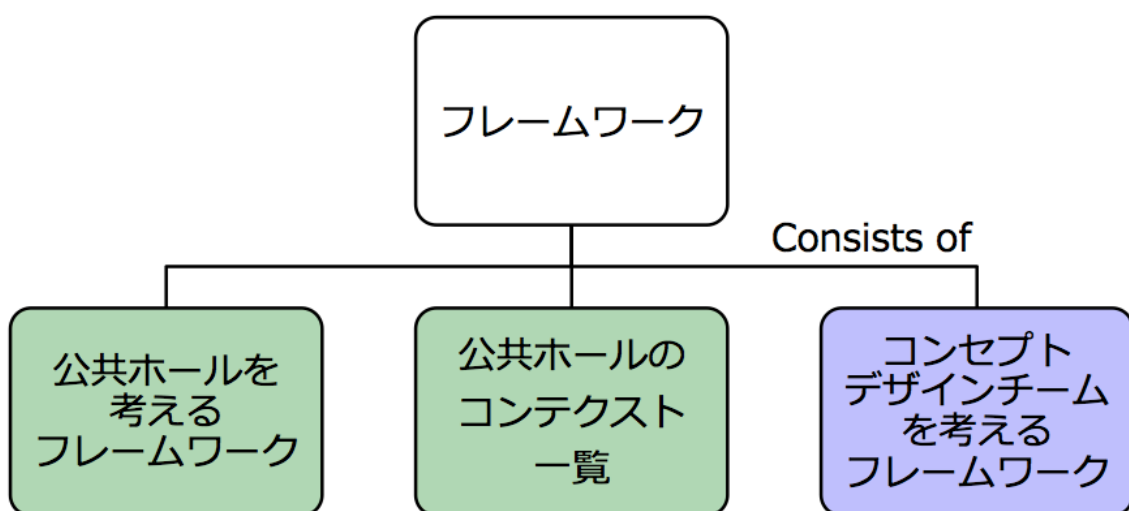 フレームワーク
Consists of
公共ホールを
考える
フレームワーク
公共ホールの
コンテクスト
一覧
コンセプト
デザインチーム
を考える
フレームワーク